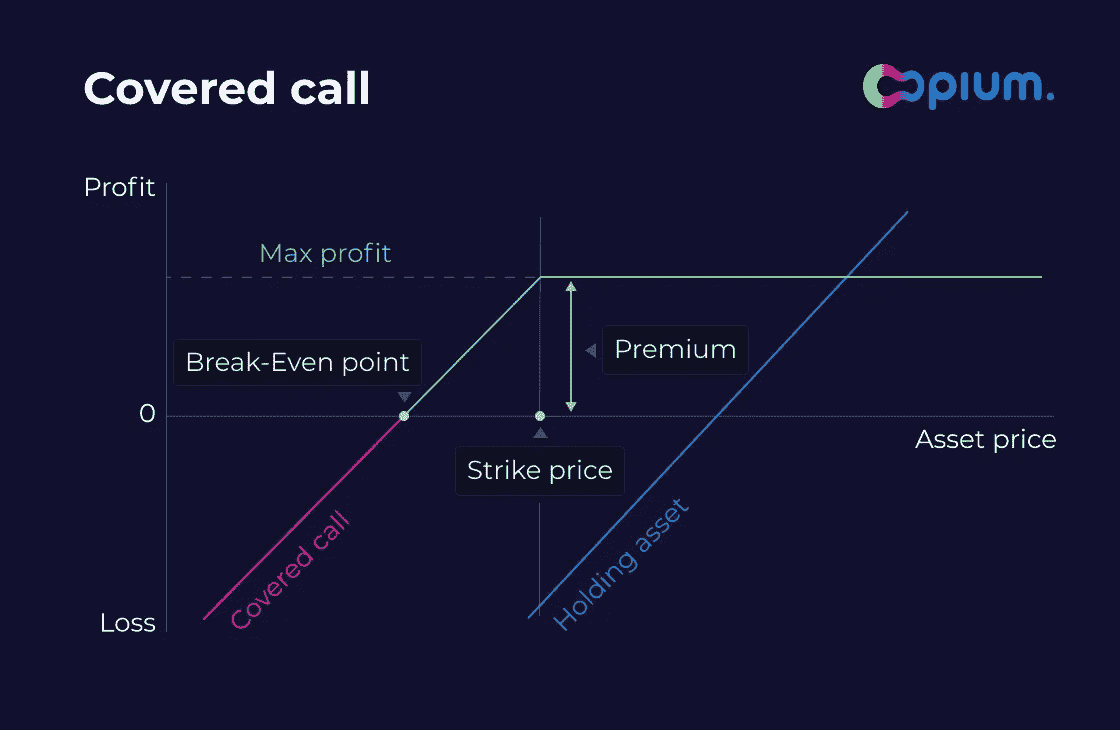 Covered call
opium.
Profit
Max profit
Premium
Break-Even point
0
Asset price
Strike price
Covered call
Holding asset
Loss